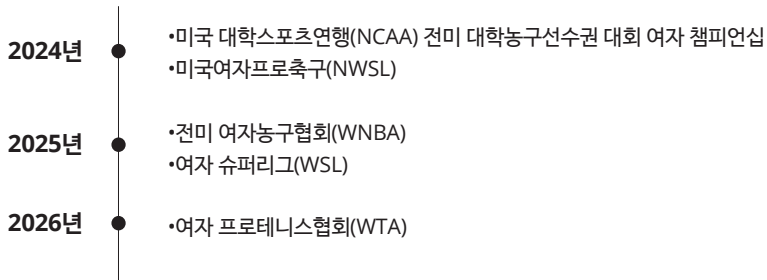 2024년
•미국 대학스포츠연행(NCAA) 전미 대학농구선수권 대회 여자 챔피언십
•미국여자프로축구(NWSL)
2025년
•전미 여자농구협회(WNBA)
•여자 슈퍼리그(WSL)
2026년
•여자 프로테니스협회(WTA)